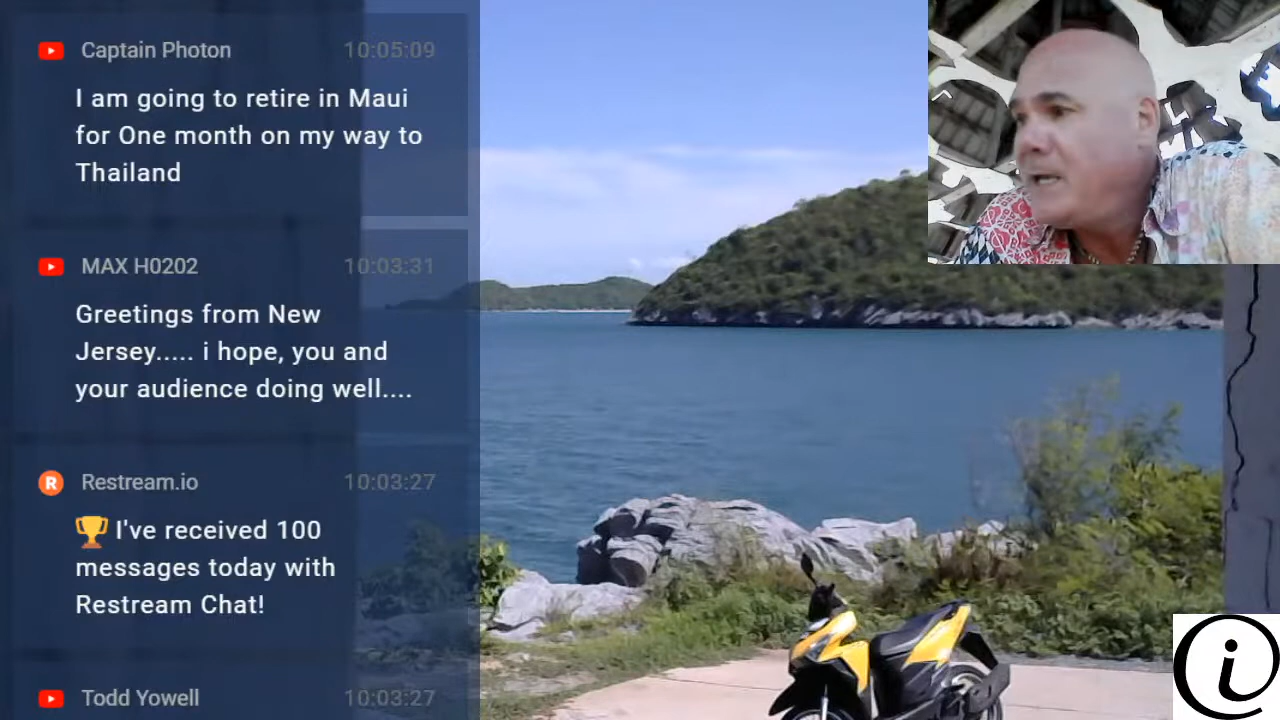 Captain Photon 10:05:09
I am going to retire in Maui
for One month on my way to
Thailand
MAX H0202 10:03:31
Greetings from New
Jersey..... i hope, you and
your audience doing well....
R Restream.io 10:03:27
🏆 I've received 100
messages today with
Restream Chat!
Todd Yowell 10:03:27
i